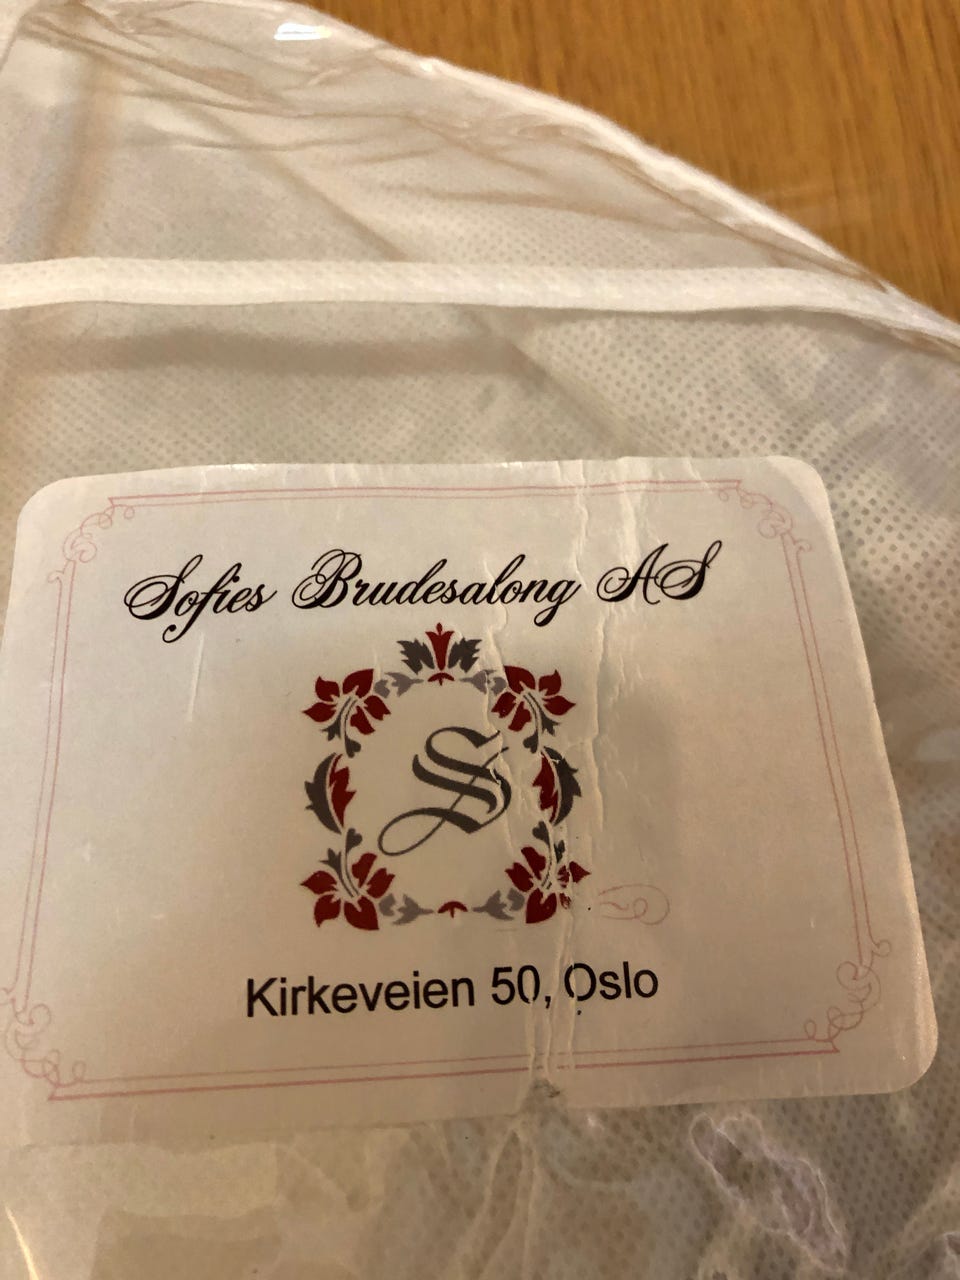 Sofies Brudesalong AS
S
Kirkeveien 50, Oslo